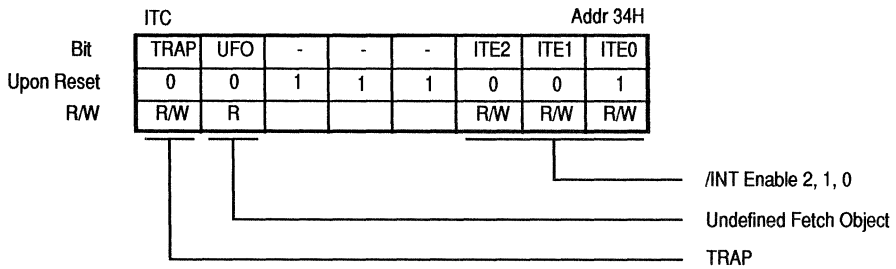 ITC Addr 34H
Bit TRAP UFO - - - ITE2 ITE1 ITE0
Upon Reset 0 0 1 1 1 0 0 1
R/W R/W R R/W R/W R/W
/INT Enable 2, 1, 0
Undefined Fetch Object
TRAP